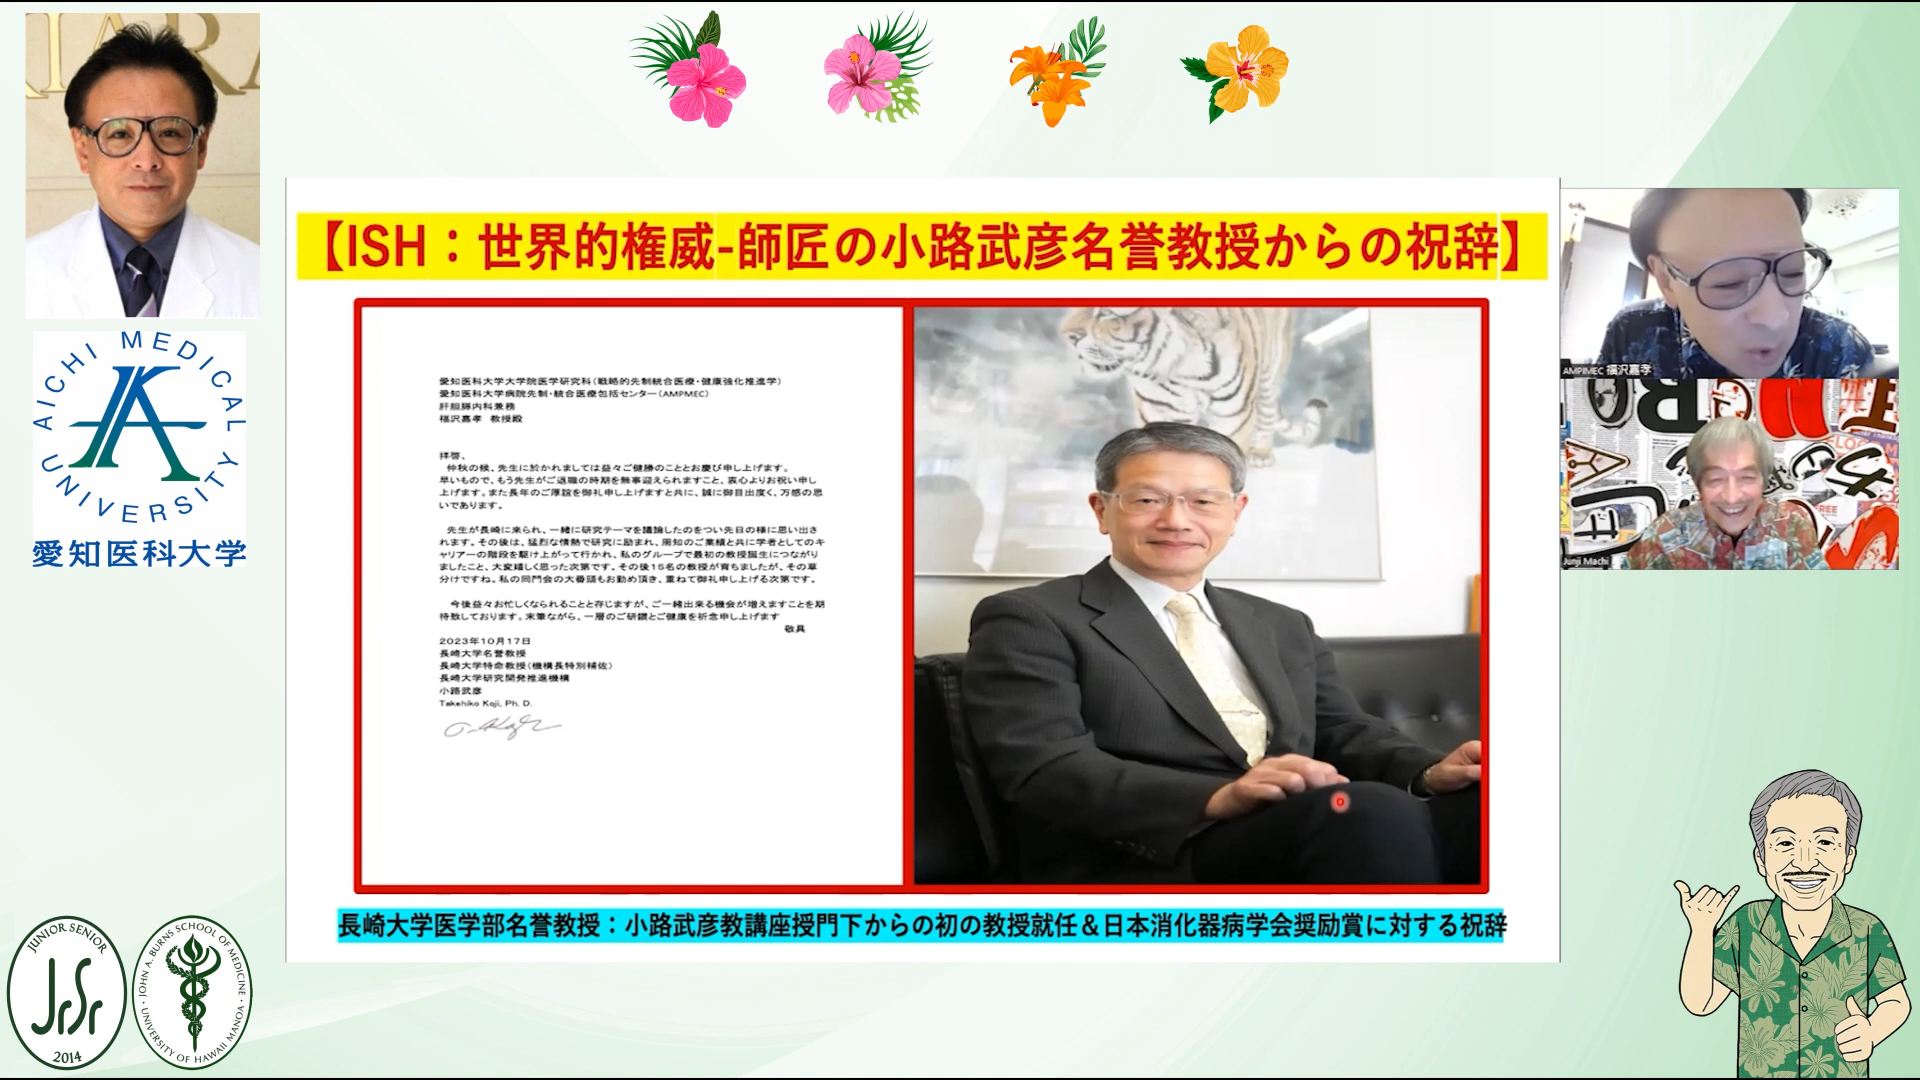 【ISH：世界的権威-師匠の小路武彦名誉教授からの祝辞】
愛知医科大学大学院医学研究科(戦略的先制統合医療・健康強化推進学)
愛知医科大学病院先制・統合医療包括センター(AMPMEC)
肝胆膵内科兼務
福沢嘉孝 教授殿
拝啓、
仲秋の候、先生に於かれましては益々ご健勝のこととお慶び申し上げます。
早いもので、もう先生がご退職の時期を無事迎えられますこと、衷心よりお祝い申し
上げます。また長年のご厚誼を御礼申し上げますと共に、誠に御目出度く、万感の思
いであります。
先生が長崎に来られ、一緒に研究テーマを議論したのをつい先日の様に思い出さ
れます。その後は、猛烈な情熱で研究に励まれ、周知のご業績と共に学者としてのキ
ャリアーの階段を駆け上がって行かれ、私のグループで最初の教授誕生につながり
ましたこと、大変嬉しく思った次第です。その後15名の教授が育ちましたが、その草
分けですね。私の同門会の大番頭もお勤め頂き、重ねて御礼申し上げる次第です。
今後益々お忙しくなられることと存じますが、ご一緒出来る機会が増えますことを期
待致しております。末筆ながら、一層のご研鑽とご健康を祈念申し上げます
敬具
2023年10月17日
長崎大学名誉教授
長崎大学特命教授(機構長特別補佐)
長崎大学研究開発推進機構
小路武彦
Takehiko Koji, Ph. D.
長崎大学医学部名誉教授：小路武彦教講座授門下からの初の教授就任＆日本消化器病学会奨励賞に対する祝辞
AICHI MEDICAL UNIVERSITY
愛知医科大学
AMPIMEC 福沢嘉孝
Junji Machi
JUNIOR SENIOR
JrSr
2014
JOHN A. BURNS SCHOOL OF MEDICINE
UNIVERSITY OF HAWAII MANOA